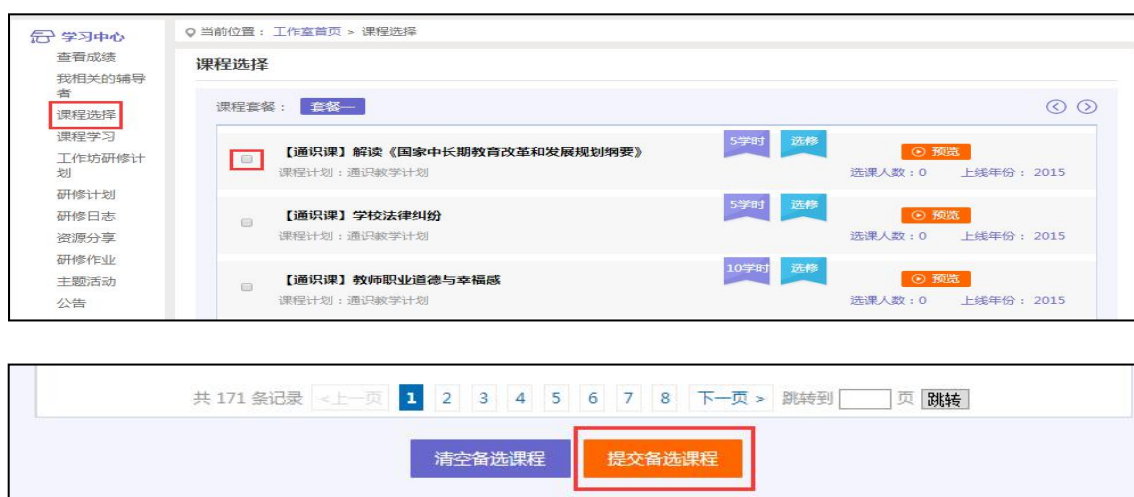 学习中心
查看成绩
我相关的辅导
者
课程选择
课程学习
工作坊研修计
划
研修计划
研修日志
资源分享
研修作业
主题活动
公告
当前位置： 工作室首页 > 课程选择
课程选择
课程套餐： 套餐一
【通识课】解读《国家中长期教育改革和发展规划纲要》 5学时 选修 预览
课程计划：通识教学计划 选课人数：0 上线年份： 2015
【通识课】学校法律纠纷 5学时 选修 预览
课程计划：通识教学计划 选课人数：0 上线年份： 2015
【通识课】教师职业道德与幸福感 10学时 选修 预览
课程计划：通识教学计划 选课人数：0 上线年份： 2015
共 171 条记录 <上一页 1 2 3 4 5 6 7 8 下一页 > 跳转到 页 跳转
清空备选课程 提交备选课程